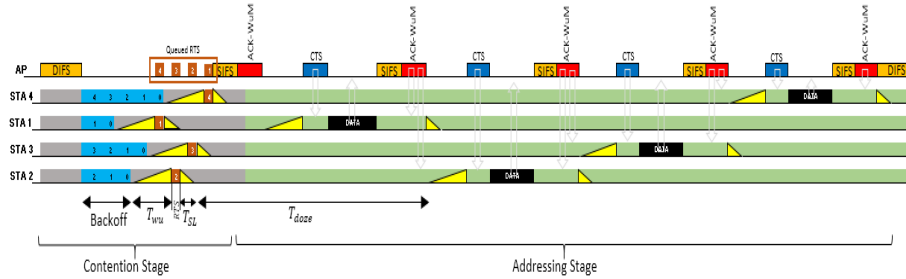 ACK-WuM
ACK-WuM
ACK-WuM
ACK-WuM
ACK-WuM
Queued RTS
CTS
CTS
CTS
CTS
AP
DIFS
4 3 2 1
SIFS
SIFS
SIFS
SIFS
SIFS
DIFS
STA 4
4 3 2 1 0
4
DATA
STA 1
1 0
1
DATA
STA 3
3 2 1 0
3
DATA
STA 2
2 1 0
2
DATA
Backoff
T_wu
RTS
T_SL
T_doze
Contention Stage
Addressing Stage